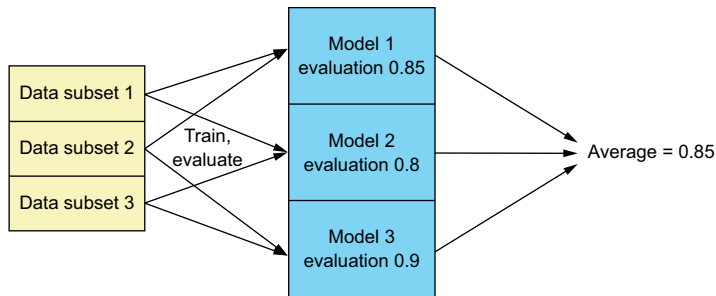 Data subset 1
Data subset 2
Data subset 3
Train,
evaluate
Model 1
evaluation 0.85
Model 2
evaluation 0.8
Model 3
evaluation 0.9
Average = 0.85